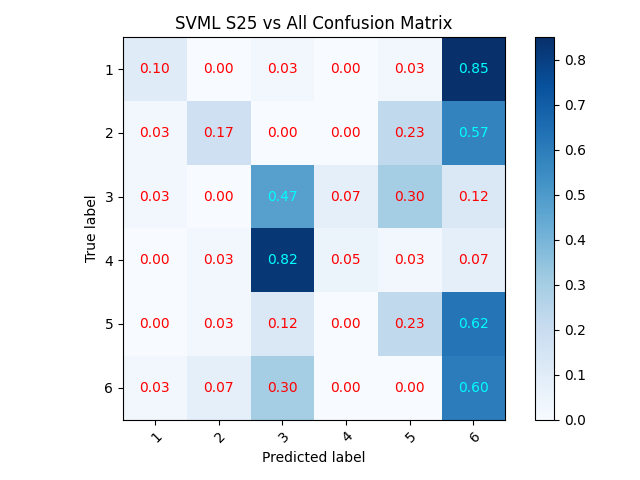 SVML S25 vs All Confusion Matrix
True label
1 0.10 0.00 0.03 0.00 0.03 0.85
2 0.03 0.17 0.00 0.00 0.23 0.57
3 0.03 0.00 0.47 0.07 0.30 0.12
4 0.00 0.03 0.82 0.05 0.03 0.07
5 0.00 0.03 0.12 0.00 0.23 0.62
6 0.03 0.07 0.30 0.00 0.00 0.60
1 2 3 4 5 6
Predicted label
0.8
0.7
0.6
0.5
0.4
0.3
0.2
0.1
0.0